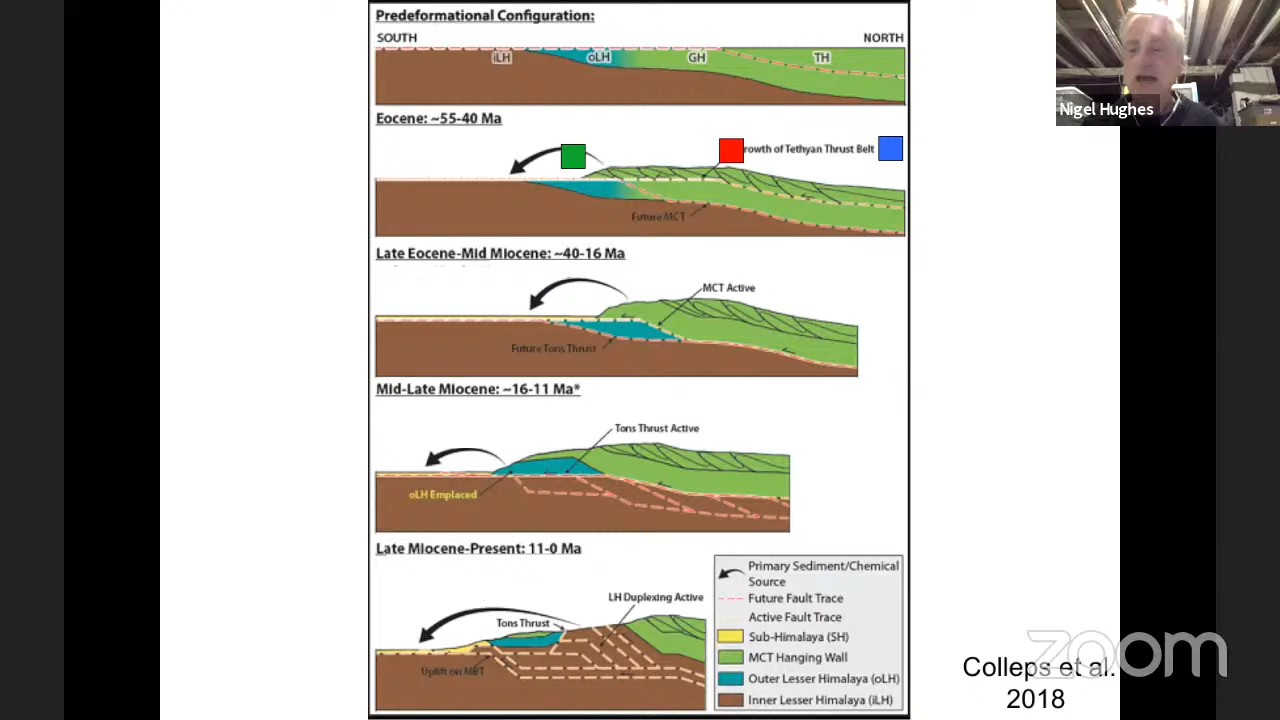 Predeformational Configuration:
SOUTH
NORTH
iLH
oLH
GH
TH
Nigel Hughes
Eocene: ~55-40 Ma
rowth of Tethyan Thrust Belt
Future MCT
Late Eocene-Mid Miocene: ~40-16 Ma
MCT Active
Future Tons Thrust
Mid-Late Miocene: ~16-11 Ma*
Tons Thrust Active
oLH Emplaced
Late Miocene-Present: 11-0 Ma
LH Duplexing Active
Tons Thrust
Uplift on MBT
Primary Sediment/Chemical
Source
Future Fault Trace
Active Fault Trace
Sub-Himalaya (SH)
MCT Hanging Wall
Outer Lesser Himalaya (oLH)
Inner Lesser Himalaya (iLH)
Colleps et al.
2018
zoom